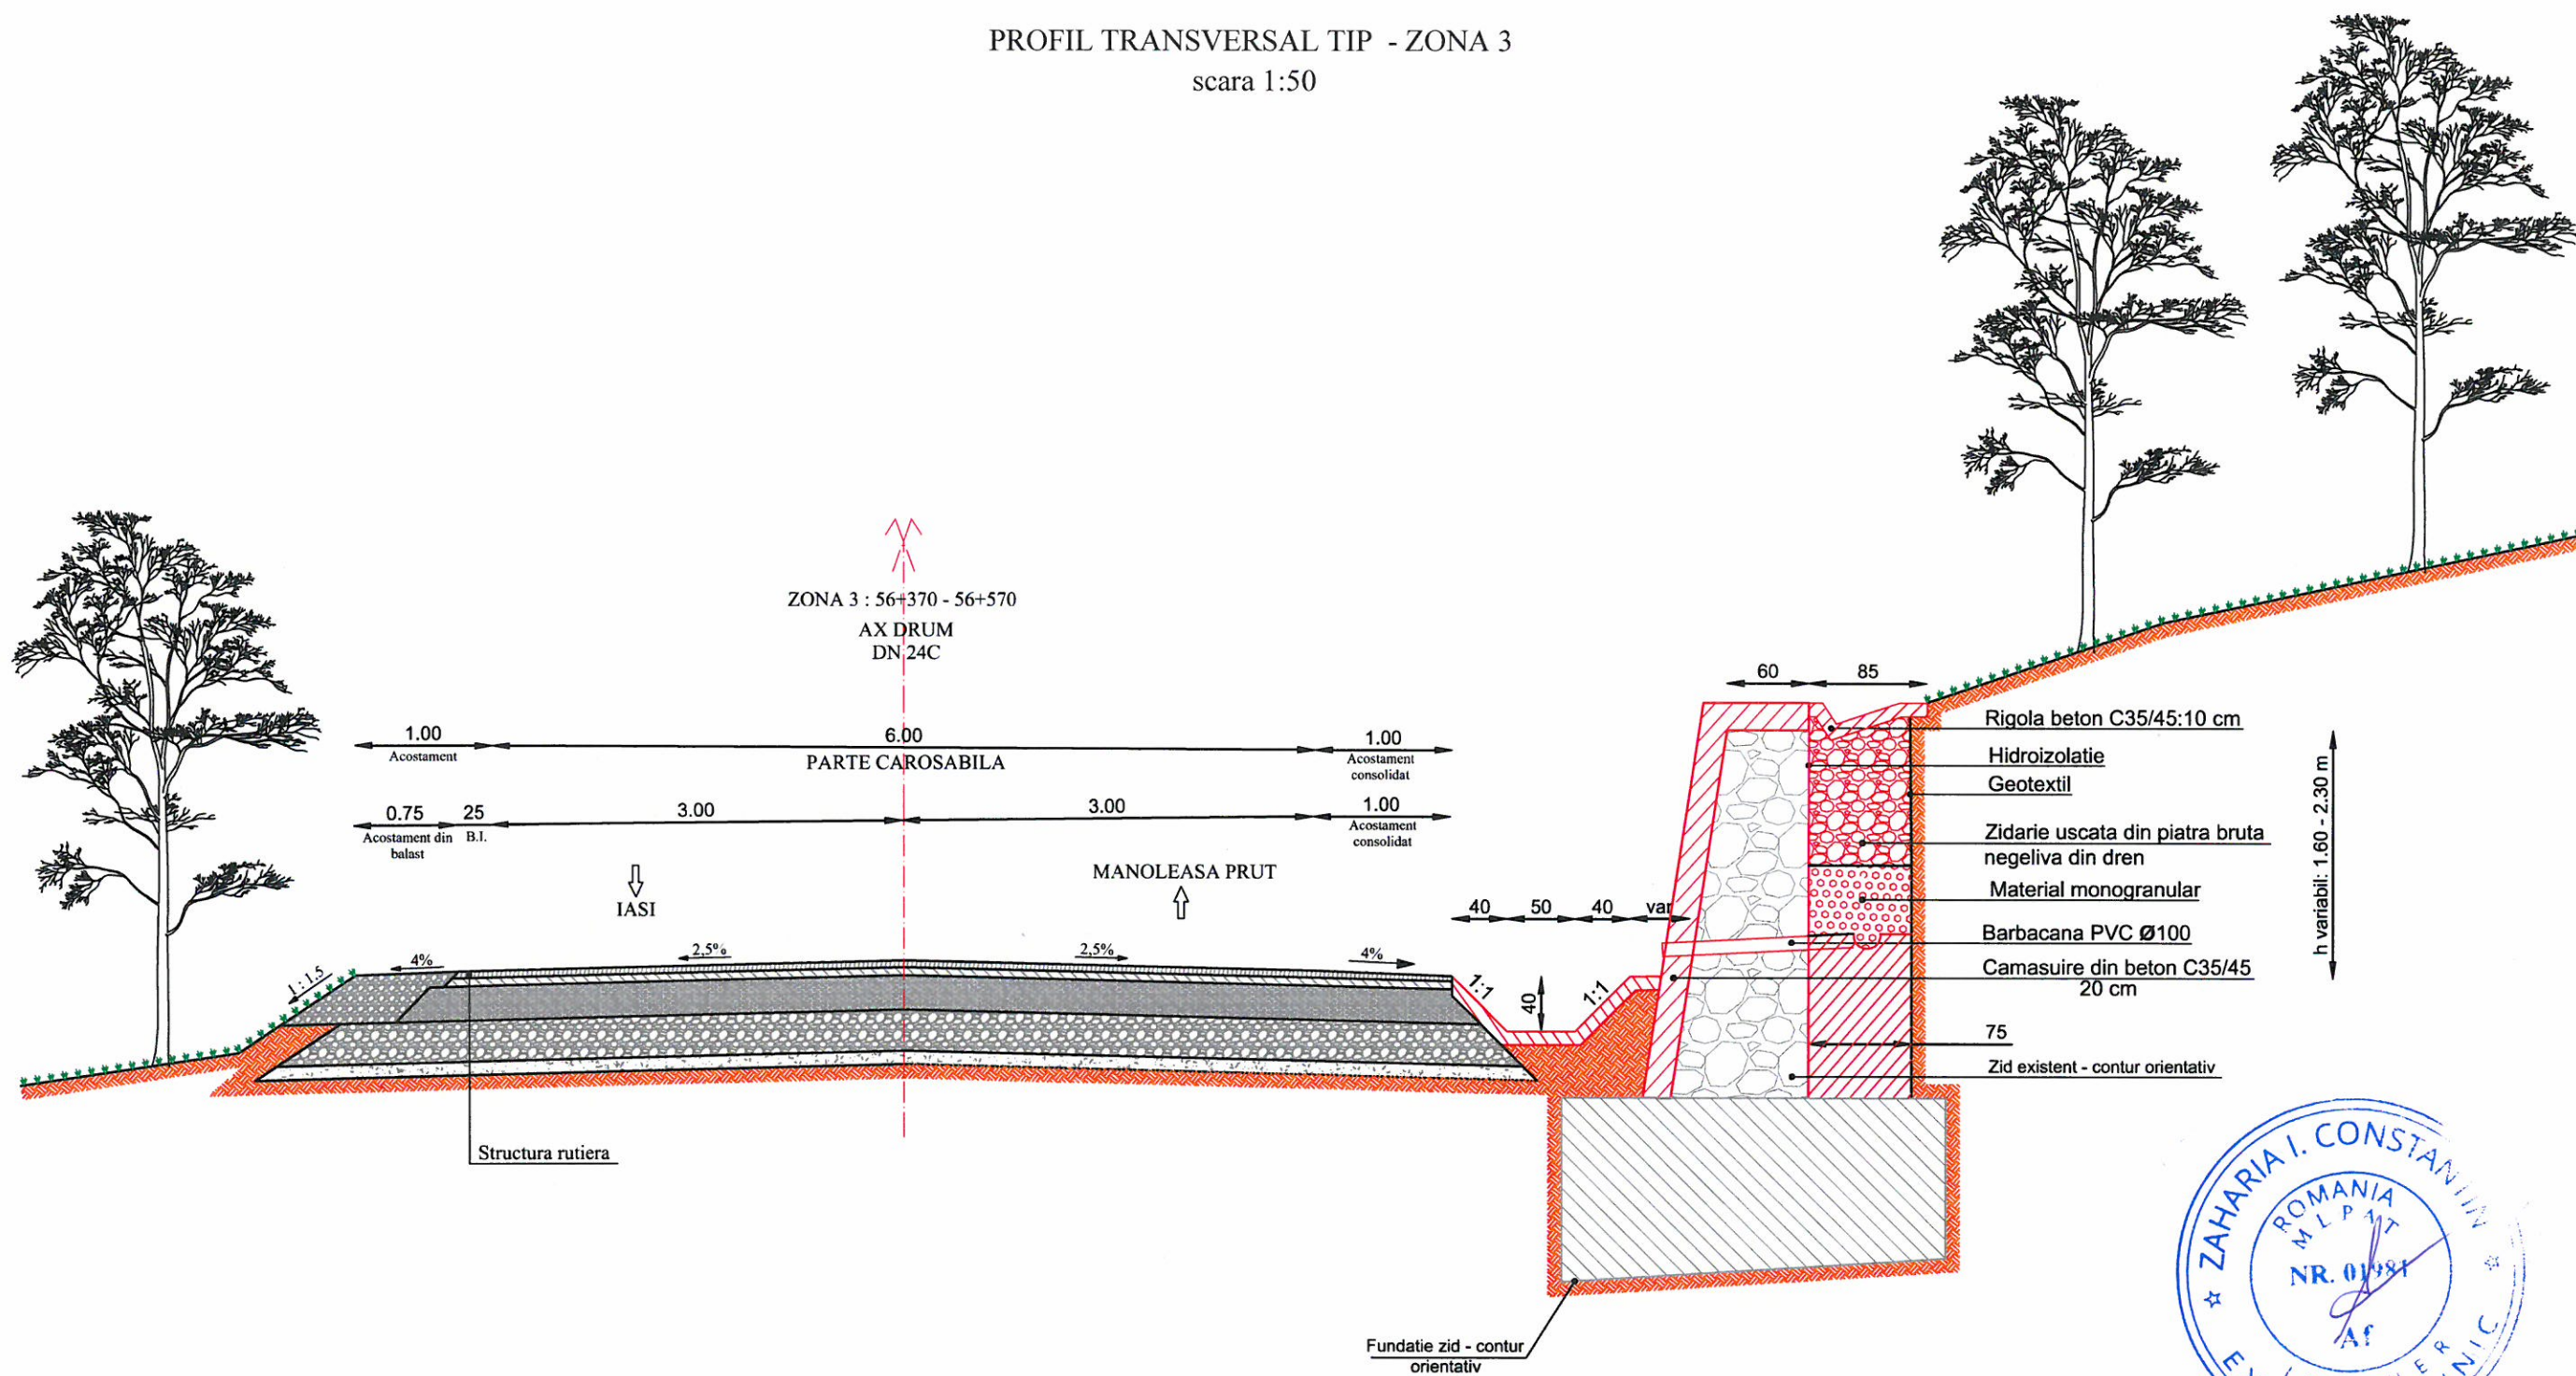 PROFIL TRANSVERSAL TIP - ZONA 3
scara 1:50
ZONA 3 : 56+370 - 56+570
AX DRUM
DN 24C
1.00
Acostament
6.00
PARTE CAROSABILA
1.00
Acostament
consolidat
0.75
Acostament din
balast
25
B.I.
3.00
3.00
1.00
Acostament
consolidat
IASI
MANOLEASA PRUT
1:1.5
4%
2,5%
2,5%
4%
40
50
40
var
1:1
40
1:1
60
85
Rigola beton C35/45:10 cm
Hidroizolatie
Geotextil
Zidarie uscata din piatra bruta
negeliva din dren
Material monogranular
Barbacana PVC Ø100
Camasuire din beton C35/45
20 cm
75
Zid existent - contur orientativ
h variabil: 1.60 - 2.30 m
Structura rutiera
Fundatie zid - contur
orientativ
ZAHARIA I. CONSTANTIN
ROMANIA
M L P A T
NR. 01981
Af